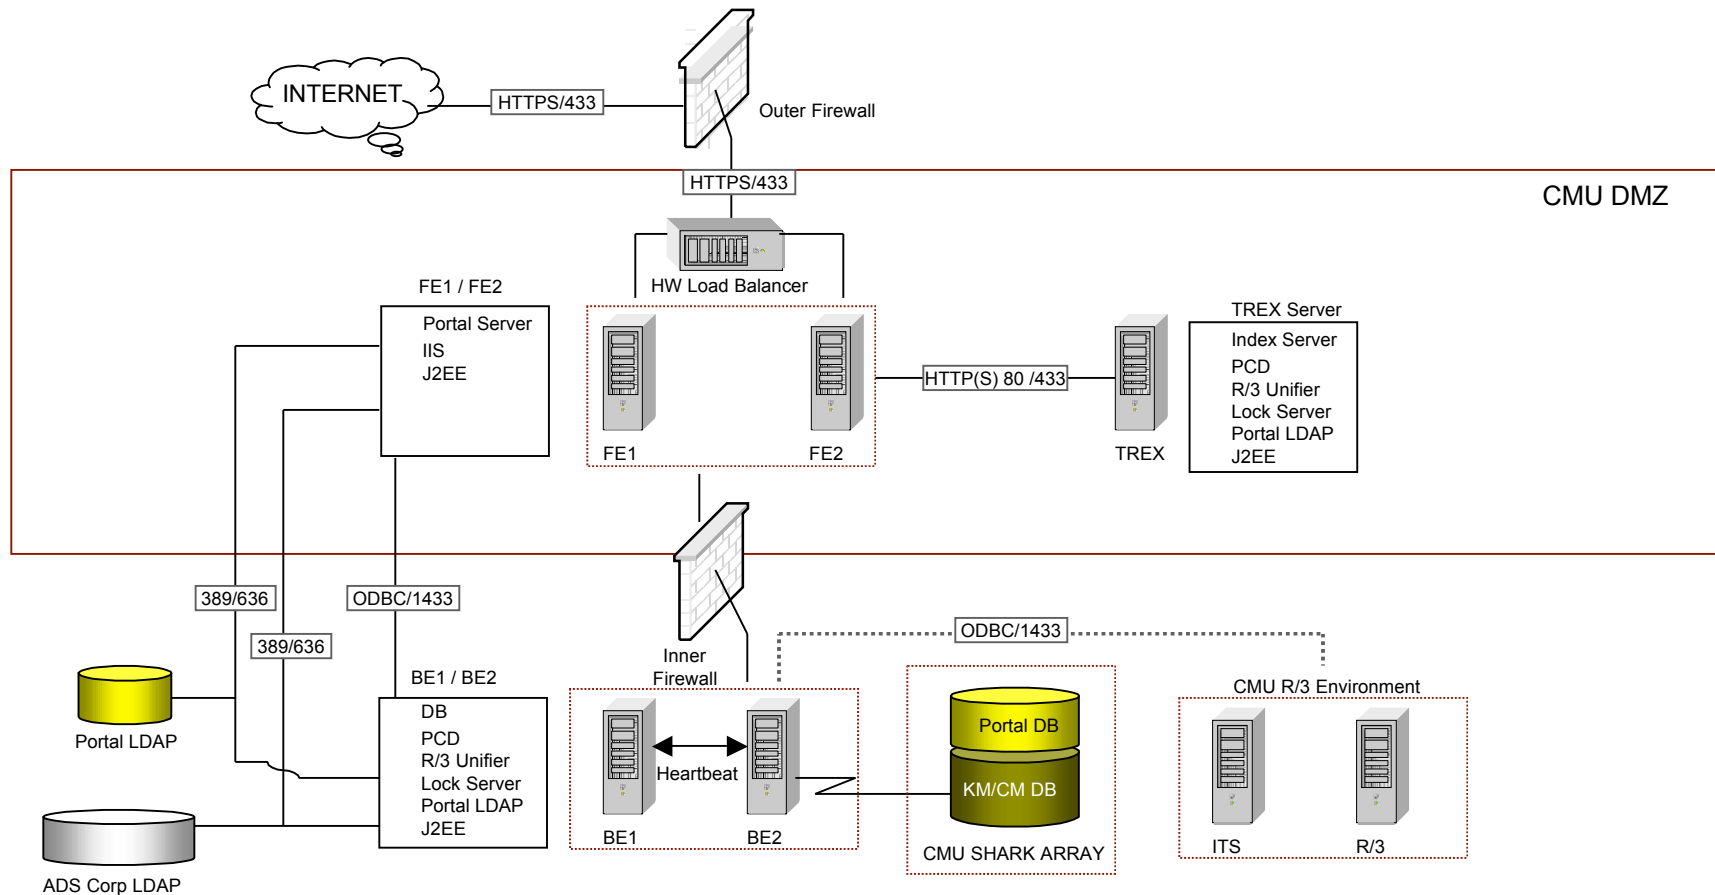 INTERNET
HTTPS/433
Outer Firewall
HTTPS/433
CMU DMZ
HW Load Balancer
FE1 / FE2
Portal Server
IIS
J2EE
FE1
FE2
HTTP(S) 80 /433
TREX
TREX Server
Index Server
PCD
R/3 Unifier
Lock Server
Portal LDAP
J2EE
389/636
ODBC/1433
389/636
Inner
Firewall
ODBC/1433
Portal LDAP
ADS Corp LDAP
BE1 / BE2
DB
PCD
R/3 Unifier
Lock Server
Portal LDAP
J2EE
Heartbeat
BE1
BE2
Portal DB
KM/CM DB
CMU SHARK ARRAY
CMU R/3 Environment
ITS
R/3